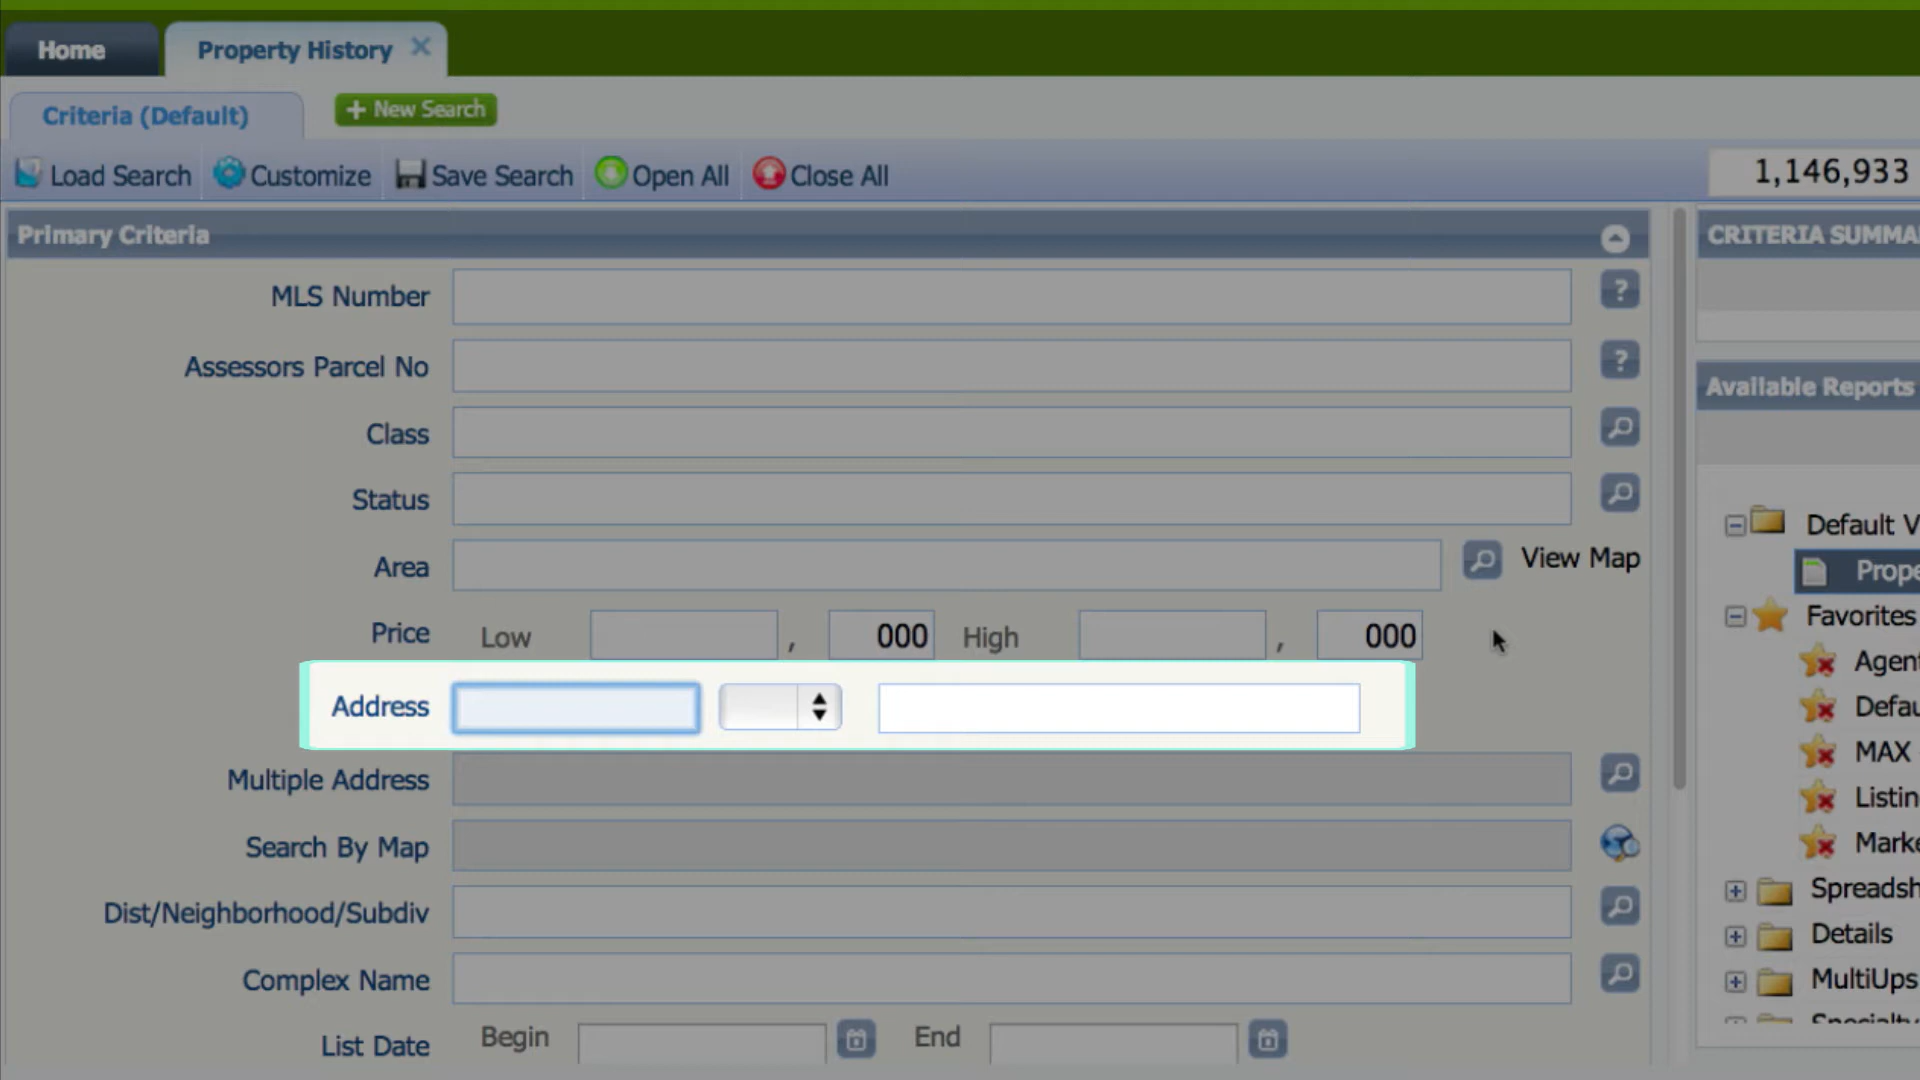 Home
Property History
Criteria (Default)
+ New Search
Load Search
Customize
Save Search
Open All
Close All
1,146,933
Primary Criteria
CRITERIA SUMMA
MLS Number
?
Assessors Parcel No
?
Available Reports
Class
Status
Default V
Area
View Map
Prope
Favorites
Price
Low
,
000
High
,
000
Agent
Address
Defau
MAX
Multiple Address
Listin
Search By Map
Marke
Spreadsh
Dist/Neighborhood/Subdiv
Details
Complex Name
MultiUps
List Date
Begin
End
Specialty